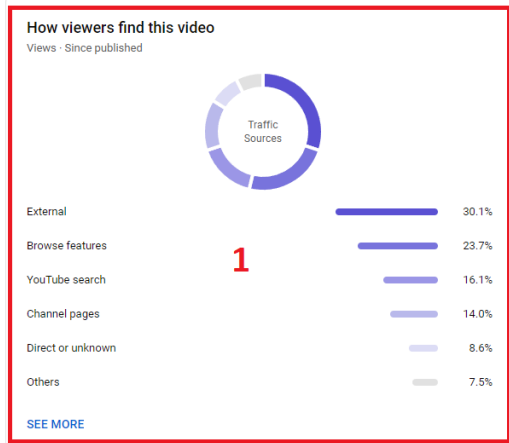 How viewers find this video
Views · Since published
Traffic
Sources
External 30.1%
Browse features 23.7%
1
YouTube search 16.1%
Channel pages 14.0%
Direct or unknown 8.6%
Others 7.5%
SEE MORE